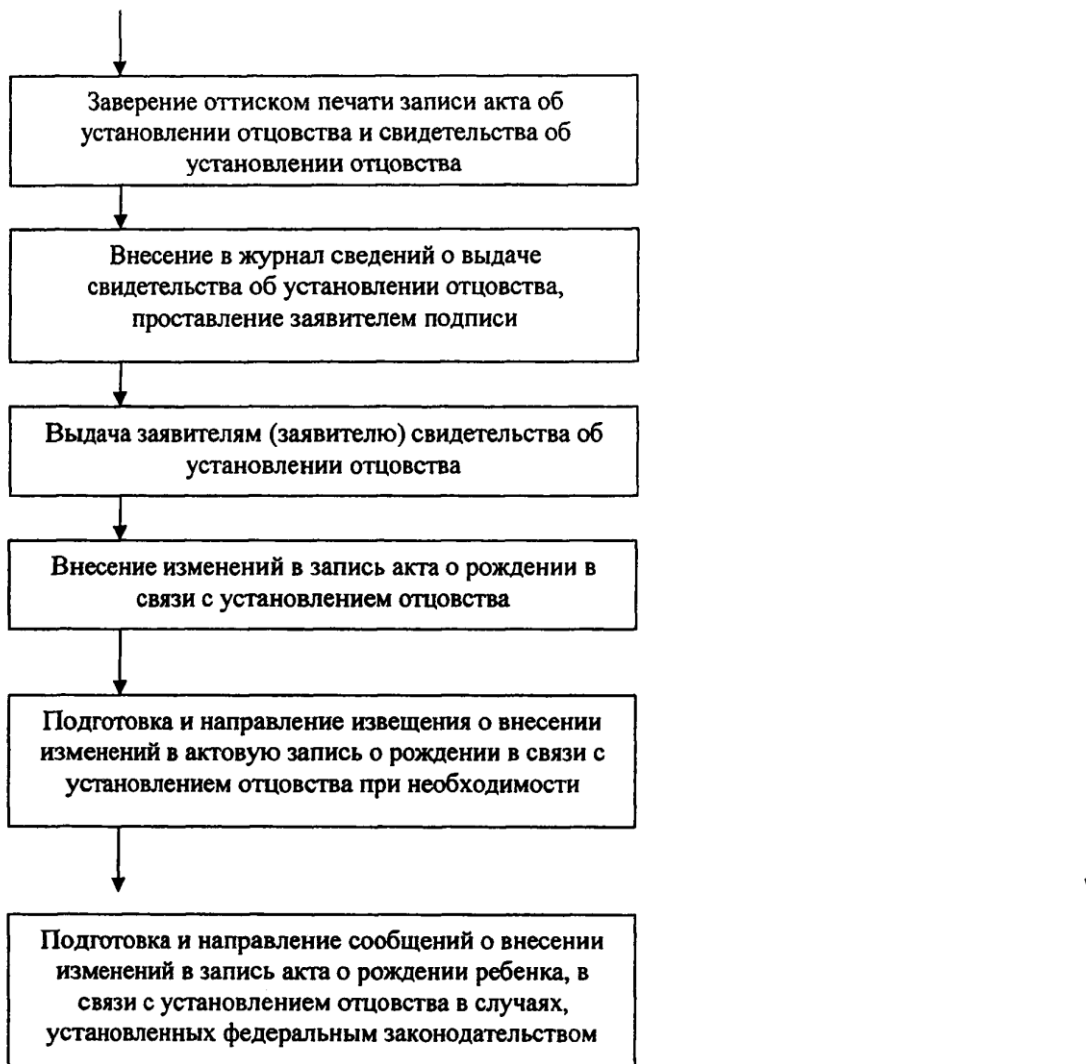 Заверение оттиском печати записи акта об
установлении отцовства и свидетельства об
установлении отцовства
Внесение в журнал сведений о выдаче
свидетельства об установлении отцовства,
проставление заявителем подписи
Выдача заявителям (заявителю) свидетельства об
установлении отцовства
Внесение изменений в запись акта о рождении в
связи с установлением отцовства
Подготовка и направление извещения о внесении
изменений в актовую запись о рождении в связи с
установлением отцовства при необходимости
Подготовка и направление сообщений о внесении
изменений в запись акта о рождении ребенка, в
связи с установлением отцовства в случаях,
установленных федеральным законодательством